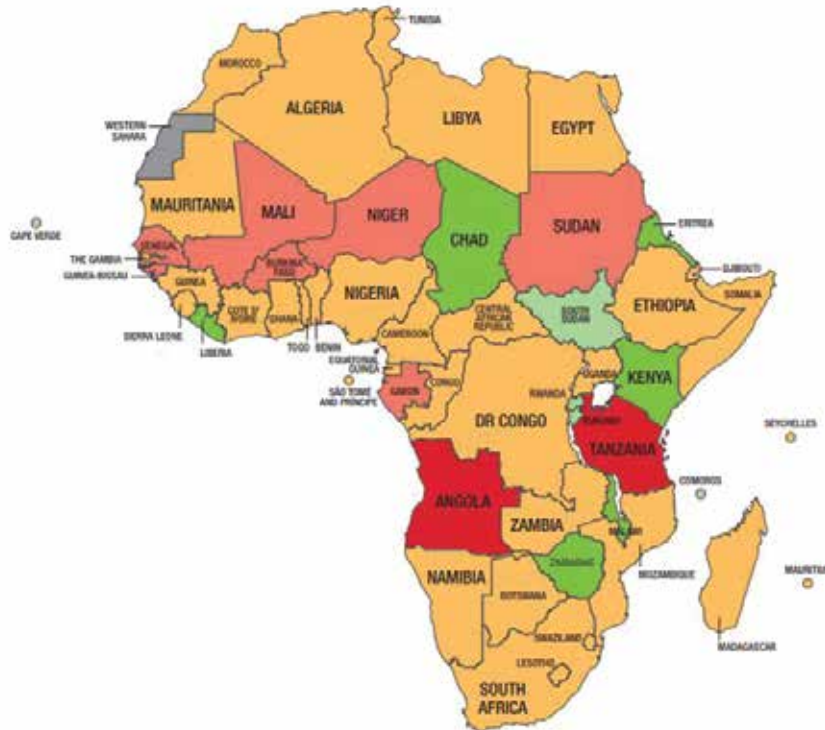 TUNISIA
MOROCCO
ALGERIA
LIBYA
EGYPT
WESTERN
SAHARA
MAURITANIA
MALI
NIGER
CHAD
SUDAN
ERITREA
CAPE VERDE
SENEGAL
THE GAMBIA
GUINEA-BISSAU
BURKINA
FASO
DJIBOUTI
GUINEA
NIGERIA
SOUTH
SUDAN
ETHIOPIA
SOMALIA
COTE D'
IVOIRE
GHANA
CENTRAL
AFRICAN
REPUBLIC
SIERRA LEONE
LIBERIA
TOGO
BENIN
CAMEROON
EQUATORIAL
GUINEA
UGANDA
KENYA
SÃO TOMÉ
AND PRÍNCIPE
GABON
CONGO
RWANDA
DR CONGO
BURUNDI
TANZANIA
SEYCHELLES
COMOROS
ANGOLA
ZAMBIA
MALAWI
ZIMBABWE
MOZAMBIQUE
MAURITIU
NAMIBIA
BOTSWANA
SWAZILAND
MADAGASCAR
LESOTHO
SOUTH
AFRICA